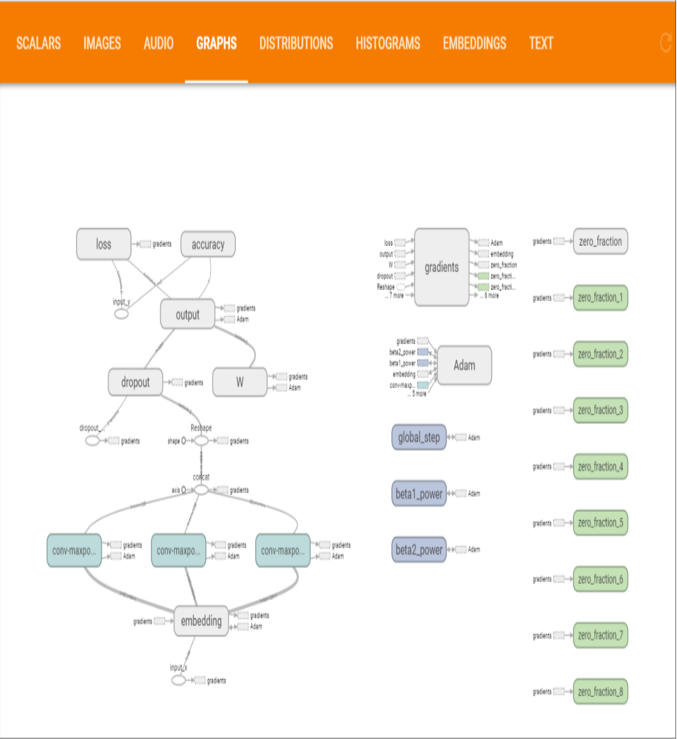 SCALARS IMAGES AUDIO GRAPHS DISTRIBUTIONS HISTOGRAMS EMBEDDINGS TEXT
loss
gradients
accuracy
input_y
output
gradients
Adam
dropout
gradients
W
gradients
Adam
dropout_
gradients
Reshape
shape
gradients
concat
axis
gradients
conv-maxpo...
gradients
Adam
conv-maxpo...
gradients
Adam
conv-maxpo...
gradients
Adam
gradients
embedding
gradients
Adam
input_x
gradients
loss
output
W
dropout
Reshape
... 7 more
gradients
Adam
embedding
zero_fraction
zero_fracti...
zero_fracti...
... 8 more
gradients
beta2_power
beta1_power
embedding
conv-maxp...
... 5 more
Adam
global_step
Adam
beta1_power
Adam
beta2_power
Adam
gradients
zero_fraction
gradients
zero_fraction_1
gradients
zero_fraction_2
gradients
zero_fraction_3
gradients
zero_fraction_4
gradients
zero_fraction_5
gradients
zero_fraction_6
gradients
zero_fraction_7
gradients
zero_fraction_8